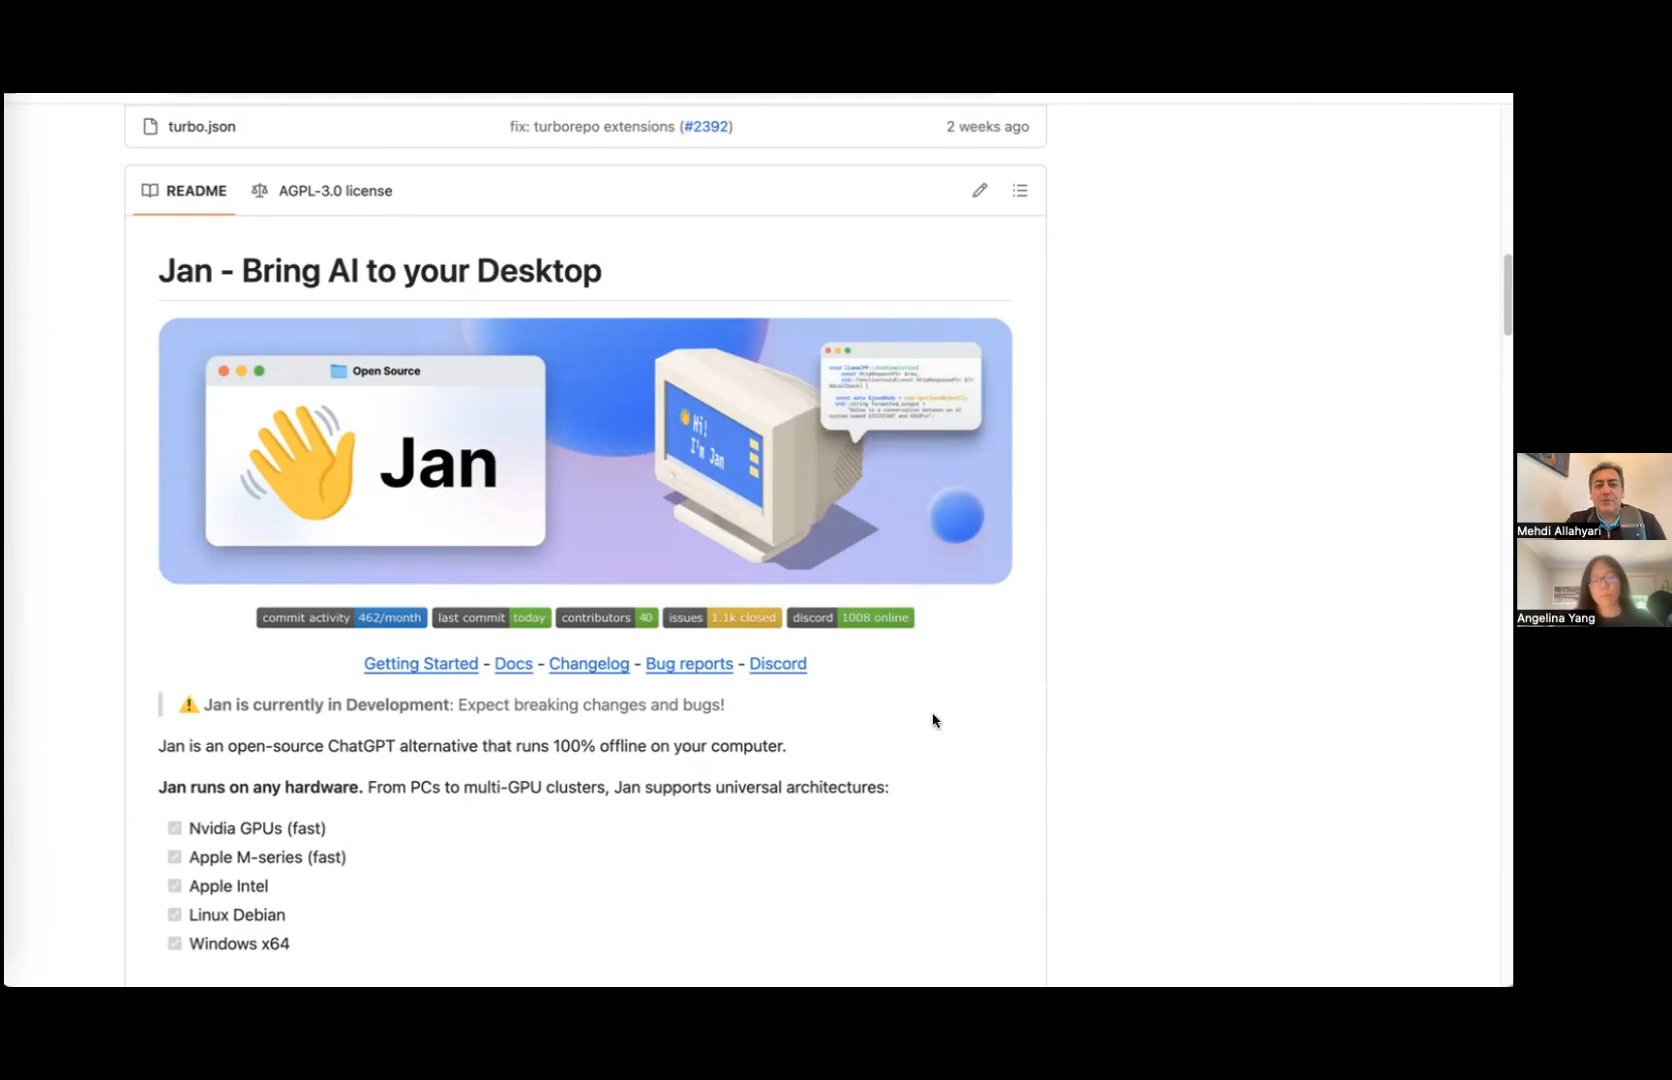 turbo.json fix: turborepo extensions (#2392) 2 weeks ago
README AGPL-3.0 license
Jan - Bring AI to your Desktop
Open Source
Jan
Hi!
I'm Jan
commit activity 462/month last commit today contributors 40 issues 1.1k closed discord 1008 online
Getting Started - Docs - Changelog - Bug reports - Discord
⚠️ Jan is currently in Development: Expect breaking changes and bugs!
Jan is an open-source ChatGPT alternative that runs 100% offline on your computer.
Jan runs on any hardware. From PCs to multi-GPU clusters, Jan supports universal architectures:
Nvidia GPUs (fast)
Apple M-series (fast)
Apple Intel
Linux Debian
Windows x64
Mehdi Allahyari
Angelina Yang